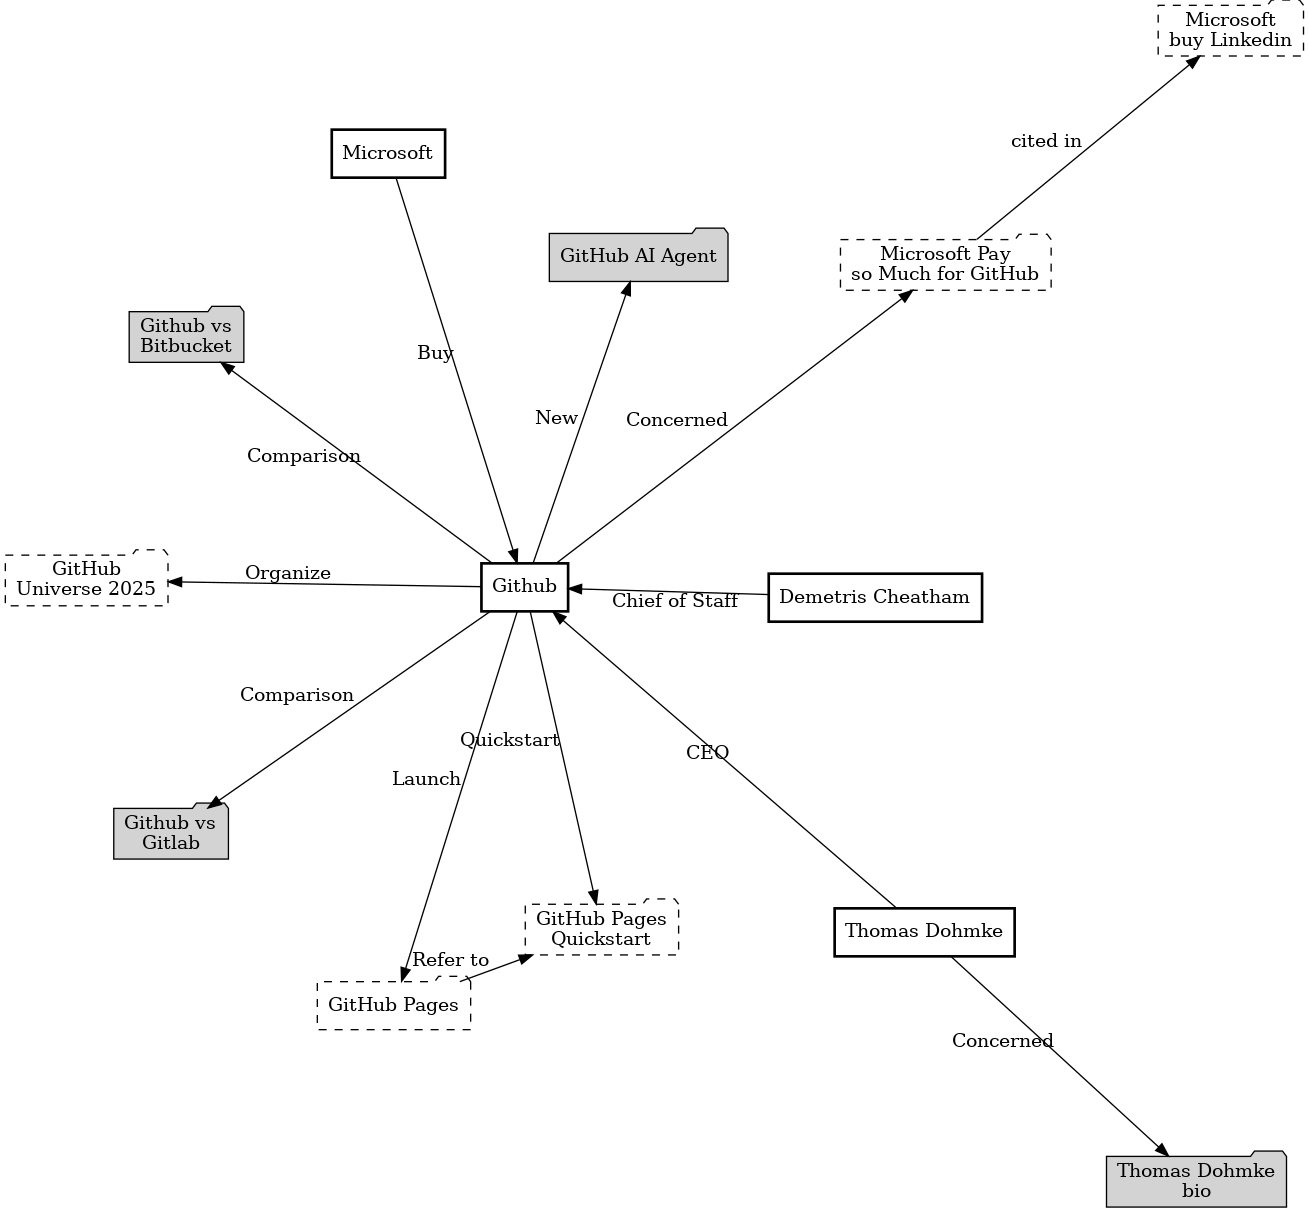 Microsoft
buy Linkedin
cited in
Microsoft
GitHub AI Agent
Microsoft Pay
so Much for GitHub
Github vs
Bitbucket
Buy
New
Concerned
Comparison
GitHub
Universe 2025
Organize
Github
Chief of Staff
Demetris Cheatham
Comparison
Quickstart
CEO
Launch
Github vs
Gitlab
GitHub Pages
Quickstart
Thomas Dohmke
Refer to
GitHub Pages
Concerned
Thomas Dohmke
bio